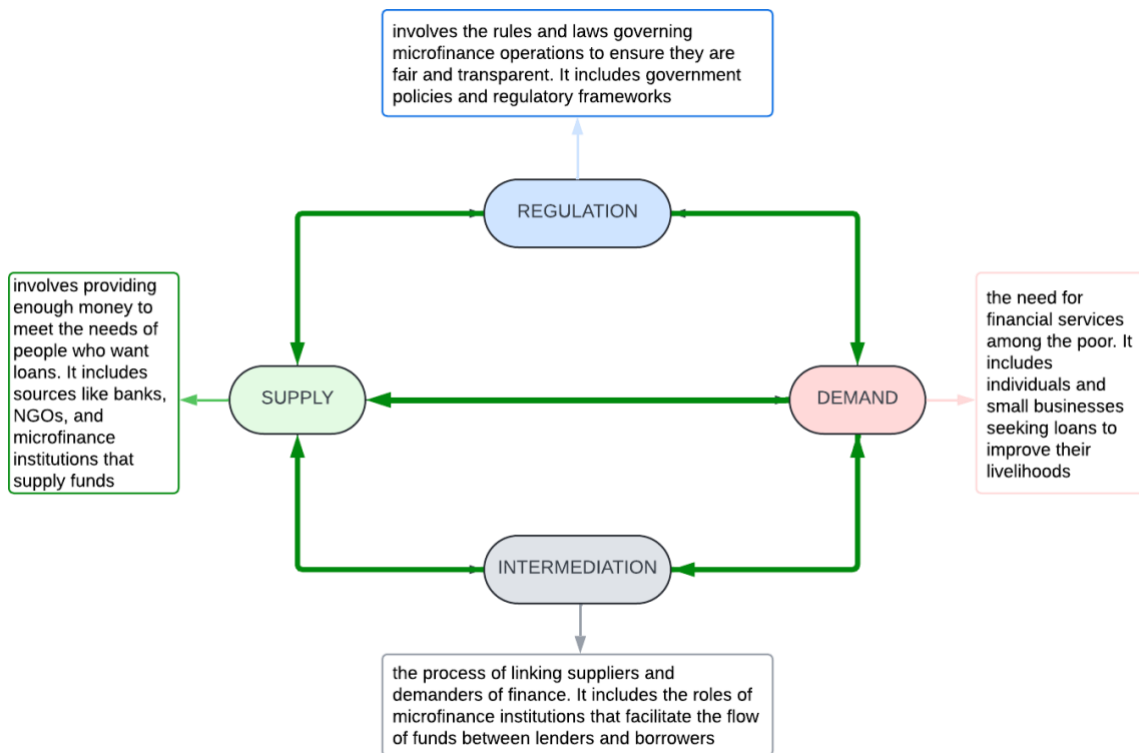 involves the rules and laws governing
microfinance operations to ensure they are
fair and transparent. It includes government
policies and regulatory frameworks
REGULATION
involves providing
enough money to
meet the needs of
people who want
loans. It includes
sources like banks,
NGOs, and
microfinance
institutions that
supply funds
SUPPLY
DEMAND
the need for
financial services
among the poor. It
includes
individuals and
small businesses
seeking loans to
improve their
livelihoods
INTERMEDIATION
the process of linking suppliers and
demanders of finance. It includes the roles of
microfinance institutions that facilitate the flow
of funds between lenders and borrowers